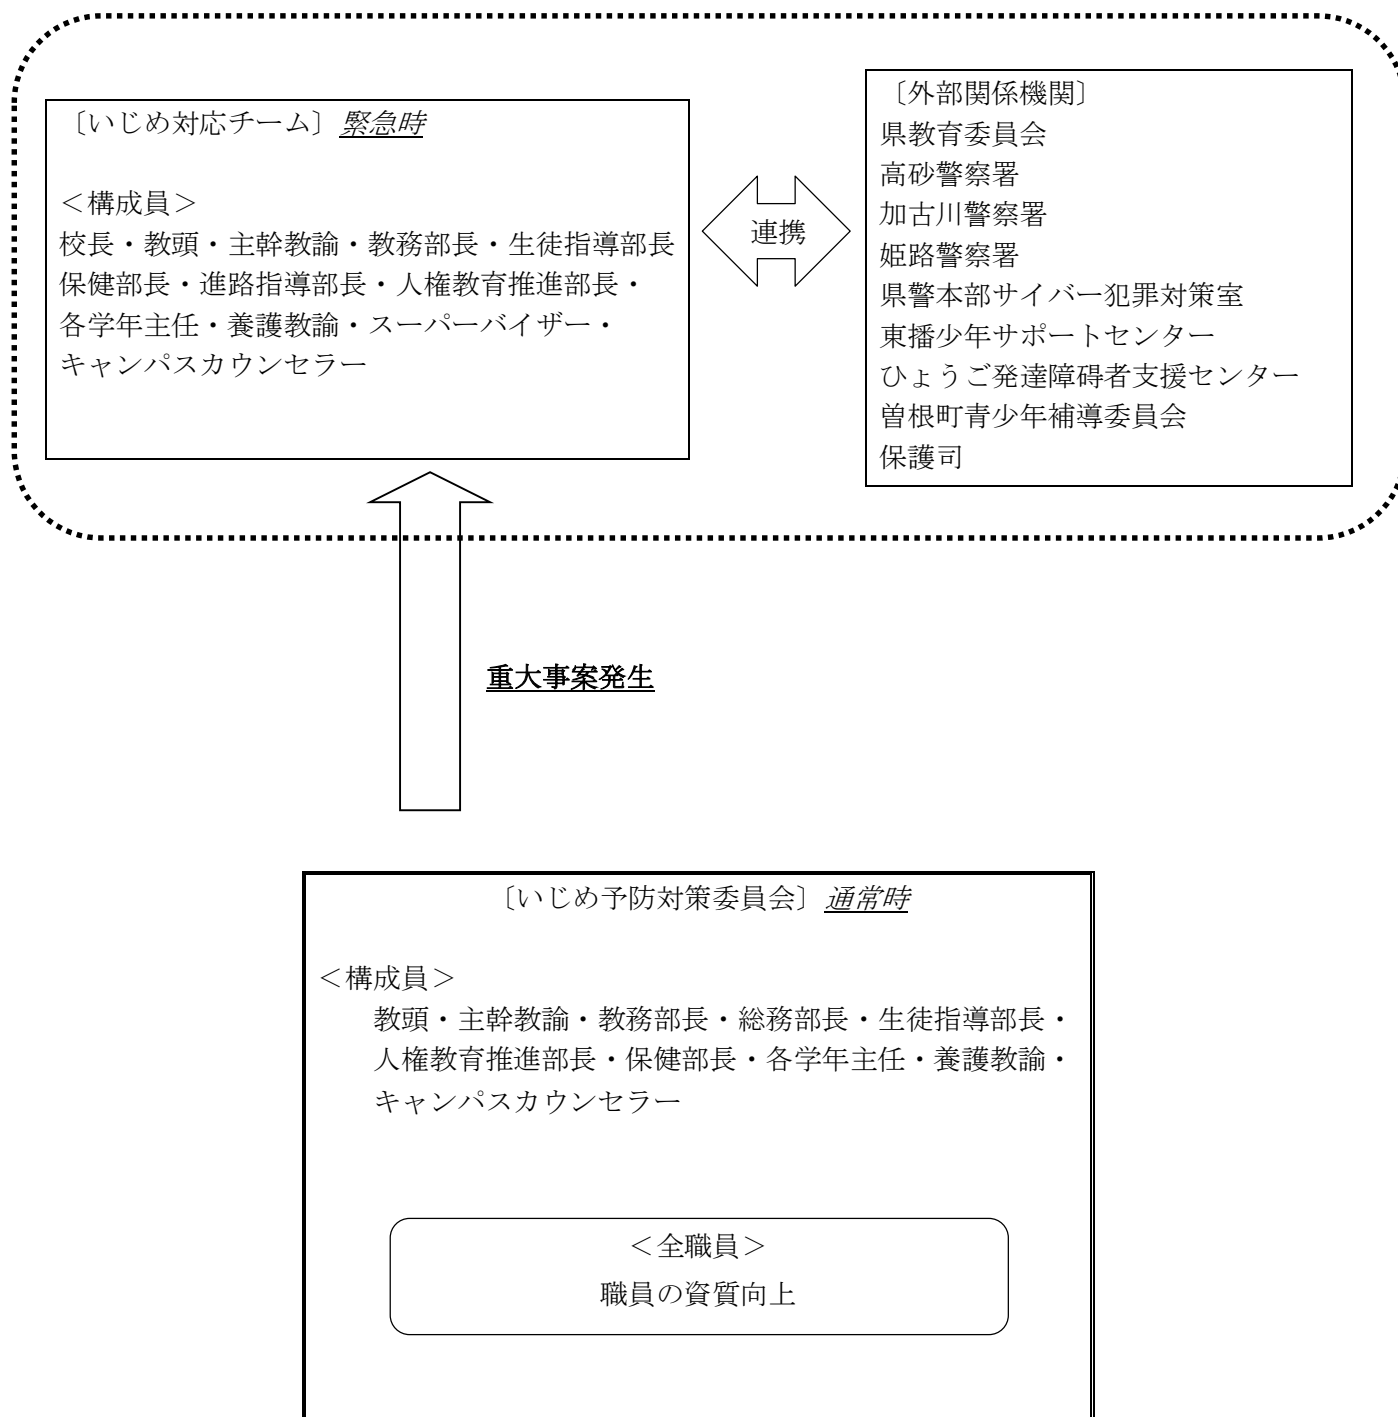 〔いじめ対応チーム〕緊急時
＜構成員＞
校長・教頭・主幹教諭・教務部長・生徒指導部長
保健部長・進路指導部長・人権教育推進部長・
各学年主任・養護教諭・スーパーバイザー・
キャンパスカウンセラー
連携
〔外部関係機関〕
県教育委員会
高砂警察署
加古川警察署
姫路警察署
県警本部サイバー犯罪対策室
東播少年サポートセンター
ひょうご発達障碍者支援センター
曽根町青少年補導委員会
保護司
重大事案発生
〔いじめ予防対策委員会〕通常時
＜構成員＞
教頭・主幹教諭・教務部長・総務部長・生徒指導部長・
人権教育推進部長・保健部長・各学年主任・養護教諭・
キャンパスカウンセラー
＜全職員＞
職員の資質向上